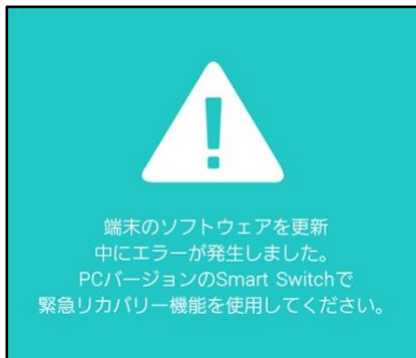 端末のソフトウェアを更新
中にエラーが発生しました。
PCバージョンのSmart Switchで
緊急リカバリー機能を使用してください。